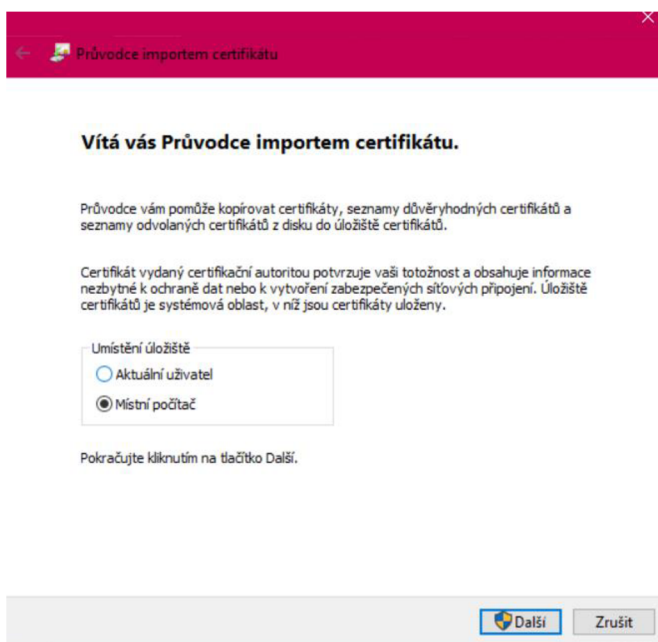 Průvodce importem certifikátu
Vítá vás Průvodce importem certifikátu.
Průvodce vám pomůže kopírovat certifikáty, seznamy důvěryhodných certifikátů a
seznamy odvolaných certifikátů z disku do úložiště certifikátů.
Certifikát vydaný certifikační autoritou potvrzuje vaši totožnost a obsahuje informace
nezbytné k ochraně dat nebo k vytvoření zabezpečených síťových připojení. Úložiště
certifikátů je systémová oblast, v níž jsou certifikáty uloženy.
Umístění úložiště
Aktuální uživatel
Místní počítač
Pokračujte kliknutím na tlačítko Další.
Další
Zrušit